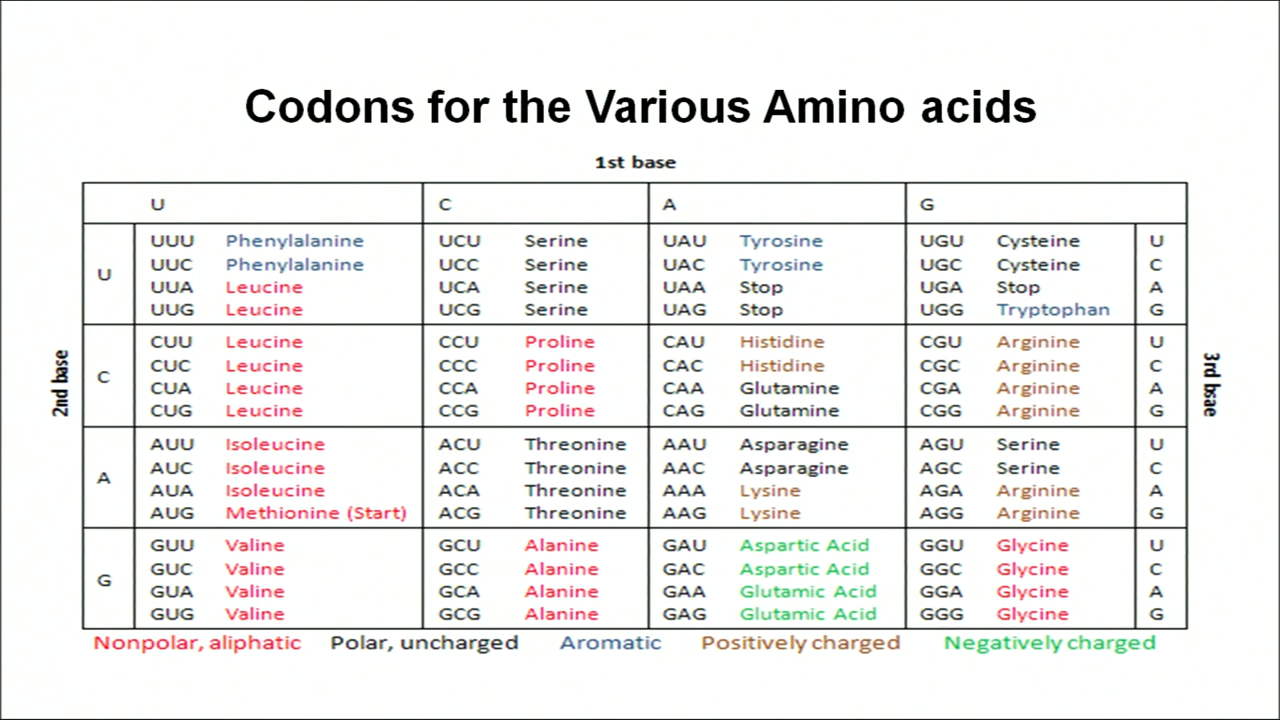 Codons for the Various Amino acids
1st base
U C A G
UUU Phenylalanine UCU Serine UAU Tyrosine UGU Cysteine U
UUC Phenylalanine UCC Serine UAC Tyrosine UGC Cysteine C
U
UUA Leucine UCA Serine UAA Stop UGA Stop A
UUG Leucine UCG Serine UAG Stop UGG Tryptophan G
CUU Leucine CCU Proline CAU Histidine CGU Arginine U
CUC Leucine CCC Proline CAC Histidine CGC Arginine C
C
CUA Leucine CCA Proline CAA Glutamine CGA Arginine A
CUG Leucine CCG Proline CAG Glutamine CGG Arginine G
2nd base
3rd bsae
AUU Isoleucine ACU Threonine AAU Asparagine AGU Serine U
AUC Isoleucine ACC Threonine AAC Asparagine AGC Serine C
A
AUA Isoleucine ACA Threonine AAA Lysine AGA Arginine A
AUG Methionine (Start) ACG Threonine AAG Lysine AGG Arginine G
GUU Valine GCU Alanine GAU Aspartic Acid GGU Glycine U
GUC Valine GCC Alanine GAC Aspartic Acid GGC Glycine C
G
GUA Valine GCA Alanine GAA Glutamic Acid GGA Glycine A
GUG Valine GCG Alanine GAG Glutamic Acid GGG Glycine G
Nonpolar, aliphatic Polar, uncharged Aromatic Positively charged Negatively charged